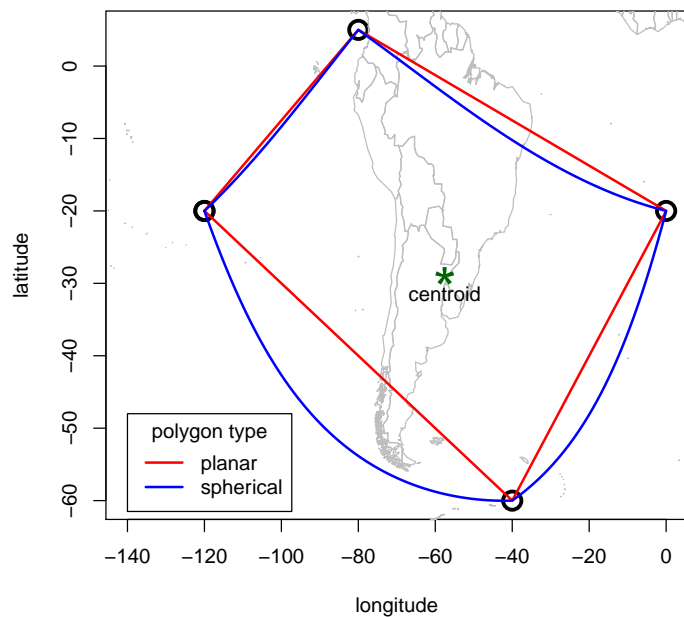 0
−10
−20
−30
−40
−50
−60
latitude
centroid
polygon type
planar
spherical
−140 −120 −100 −80 −60 −40 −20 0
longitude